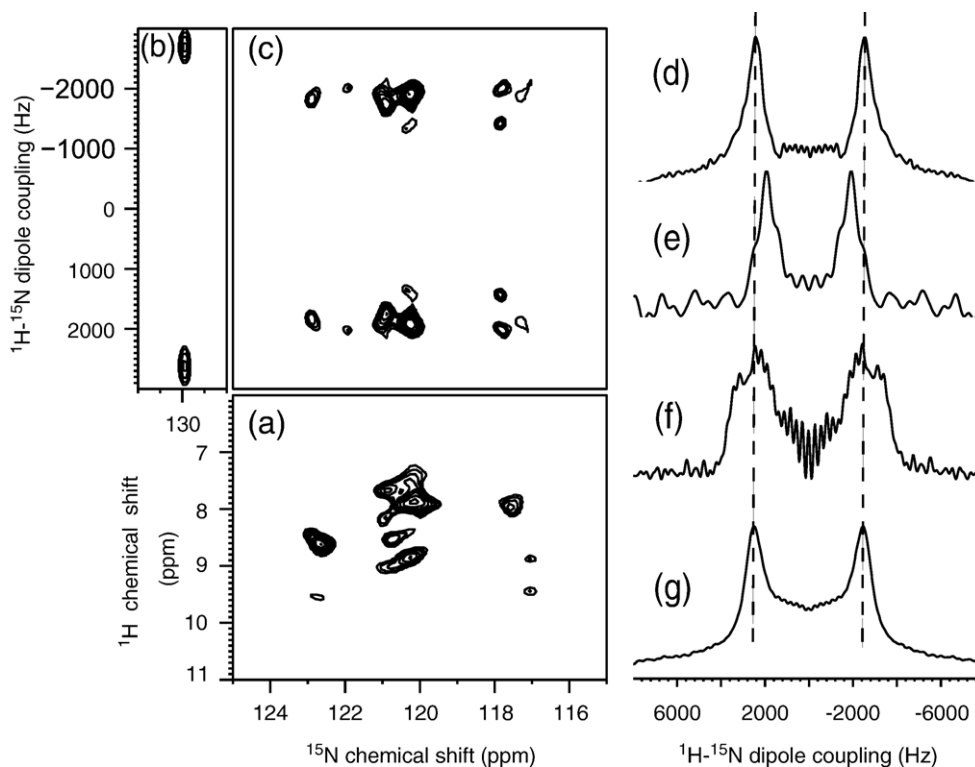 (b)
(c)
-2000
-1000
0
1000
2000
¹H-¹⁵N dipole coupling (Hz)
130
(a)
7
8
9
10
11
¹H chemical shift
(ppm)
124
122
120
118
116
¹⁵N chemical shift (ppm)
(d)
(e)
(f)
(g)
6000
2000
-2000
-6000
¹H-¹⁵N dipole coupling (Hz)